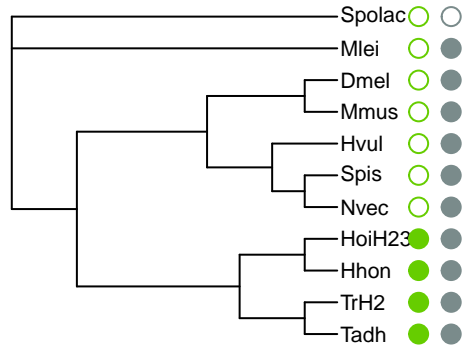 Spolac
Mlei
Dmel
Mmus
Hvul
Spis
Nvec
HoiH23
Hhon
TrH2
Tadh